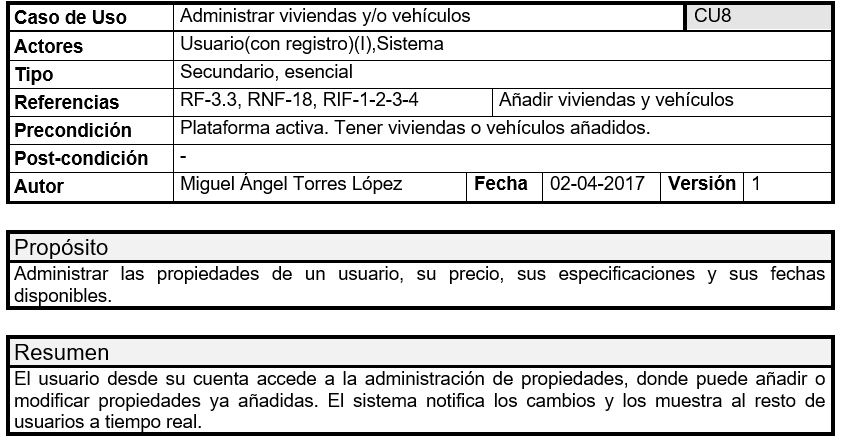 Caso de Uso Administrar viviendas y/o vehículos CU8
Actores Usuario(con registro)(I),Sistema
Tipo Secundario, esencial
Referencias RF-3.3, RNF-18, RIF-1-2-3-4 Añadir viviendas y vehículos
Precondición Plataforma activa. Tener viviendas o vehículos añadidos.
Post-condición -
Autor Miguel Ángel Torres López Fecha 02-04-2017 Versión 1
Propósito
Administrar las propiedades de un usuario, su precio, sus especificaciones y sus fechas
disponibles.
Resumen
El usuario desde su cuenta accede a la administración de propiedades, donde puede añadir o
modificar propiedades ya añadidas. El sistema notifica los cambios y los muestra al resto de
usuarios a tiempo real.